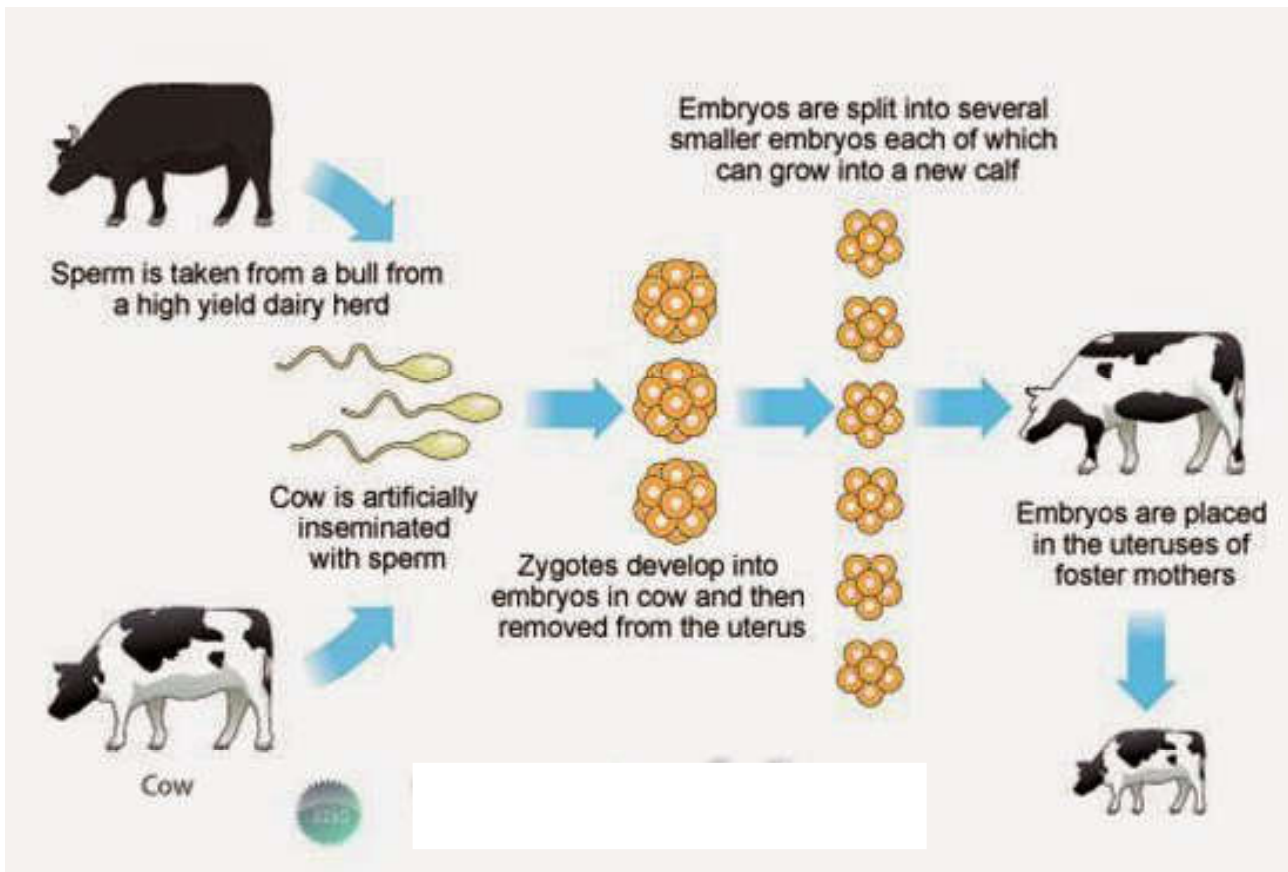 Embryos are split into several
smaller embryos each of which
can grow into a new calf
Sperm is taken from a bull from
a high yield dairy herd
Cow is artificially
inseminated
with sperm
Zygotes develop into
embryos in cow and then
removed from the uterus
Embryos are placed
in the uteruses of
foster mothers
Cow